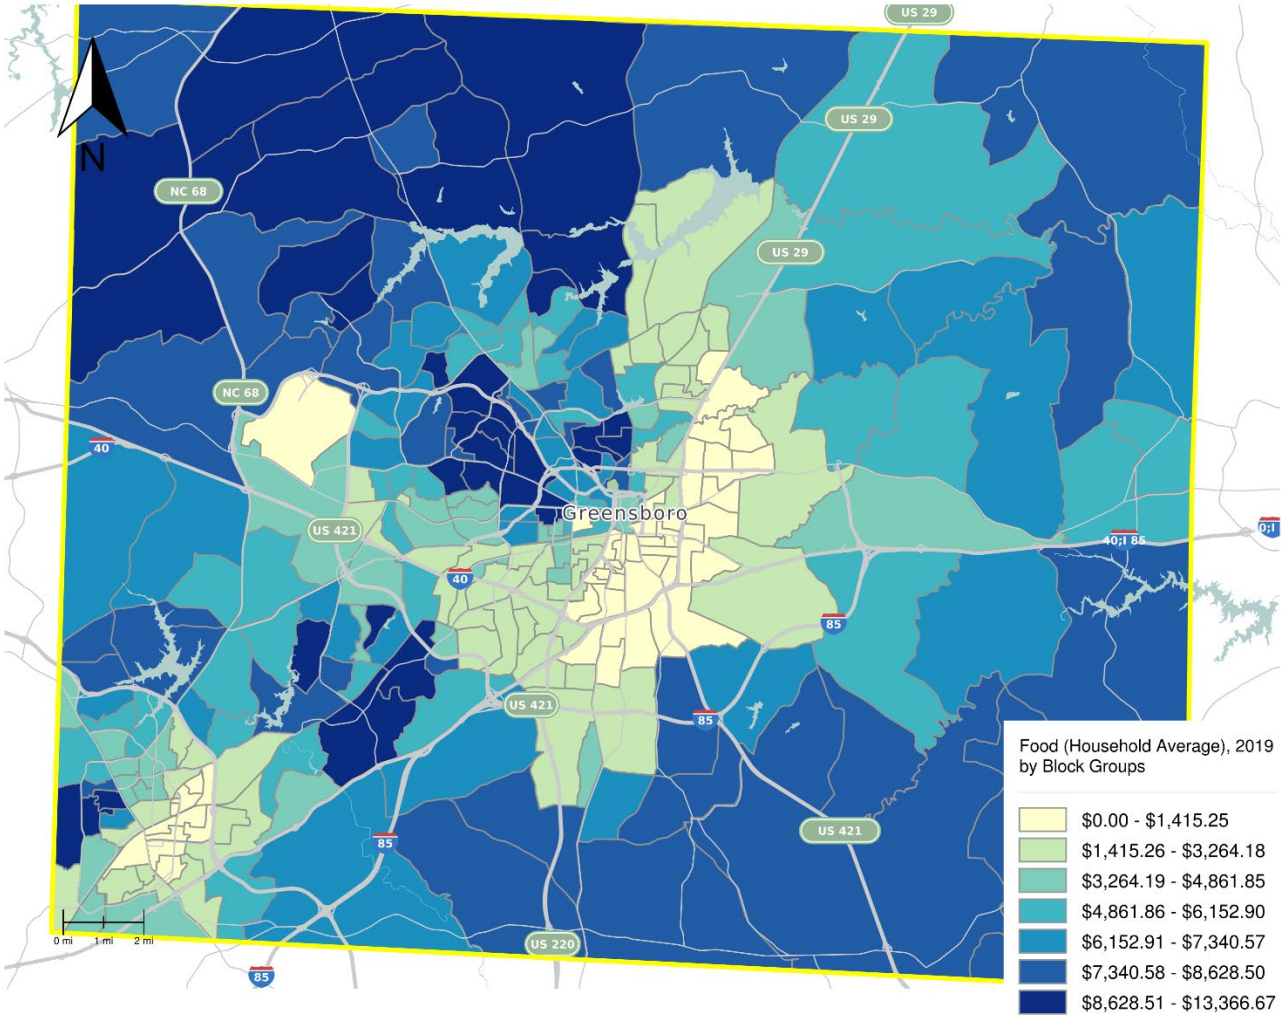 US 29
US 29
N
NC 68
US 29
NC 68
40
Greensboro
US 421
0;I
40;I 85
40
85
US 421
85
Food (Household Average), 2019
by Block Groups
$0.00 - $1,415.25
US 421
85
$1,415.26 - $3,264.18
$3,264.19 - $4,861.85
$4,861.86 - $6,152.90
0 mi 1 mi 2 mi
US 220
$6,152.91 - $7,340.57
85
$7,340.58 - $8,628.50
$8,628.51 - $13,366.67